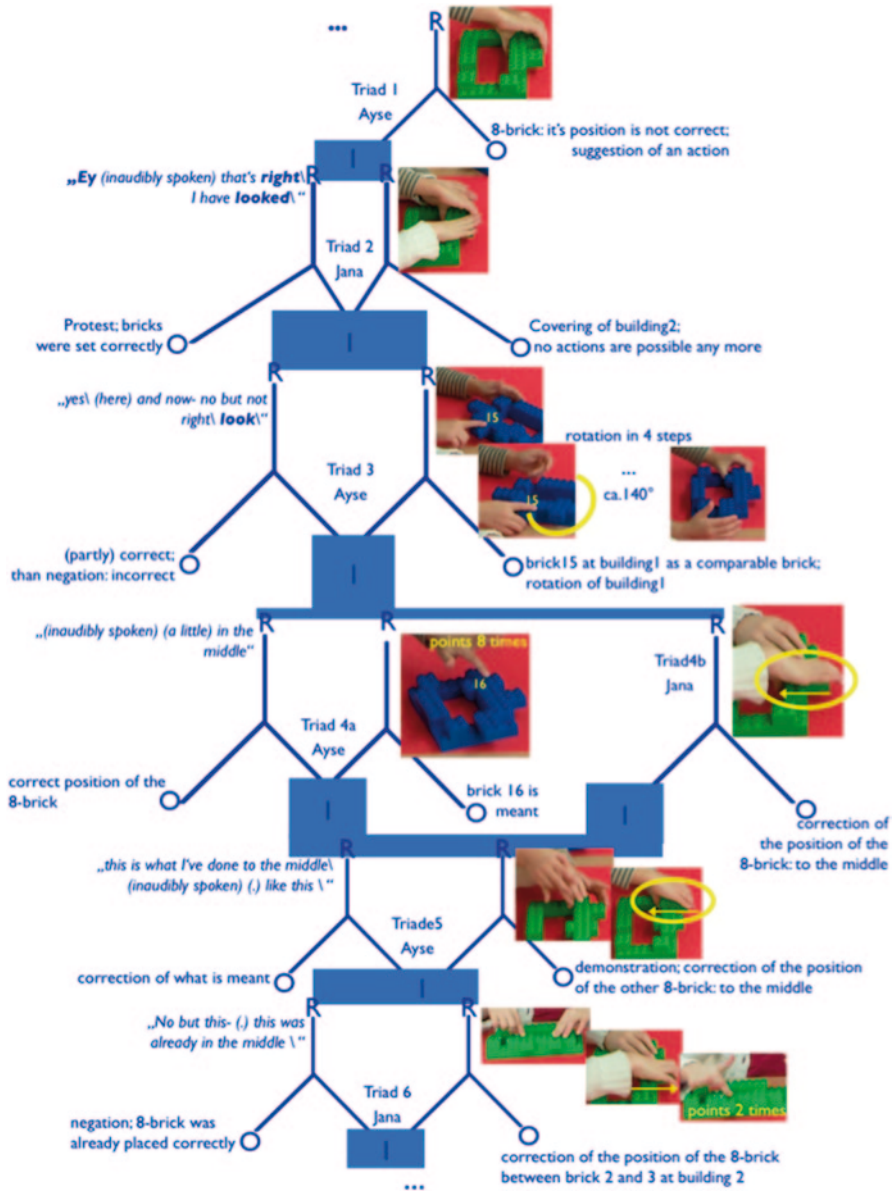 ...
R
Triad 1
Ayse
8-brick: it's position is not correct;
suggestion of an action
I
R
R
„Ey (inaudibly spoken) that's right\
I have looked\ “
Triad 2
Jana
Protest; bricks
were set correctly
I
Covering of building2;
no actions are possible any more
R
R
„yes\ (here) and now- no but not
right\ look\“
15
rotation in 4 steps
Triad 3
Ayse
15
...
ca.140°
(partly) correct;
than negation: incorrect
I
brick15 at building1 as a comparable brick;
rotation of building1
R
R
R
„(inaudibly spoken) (a little) in the
middle“
points 8 times
16
Triad4b
Jana
Triad 4a
Ayse
correct position of the
8-brick
I
brick 16 is
meant
I
correction of
the position of the
8-brick: to the middle
R
R
„this is what I've done to the middle\
(inaudibly spoken) (.) like this \ “
Triade5
Ayse
correction of what is meant
I
demonstration; correction of the position
of the other 8-brick: to the middle
R
R
„No but this- (.) this was
already in the middle \ “
Triad 6
Jana
points 2 times
negation; 8-brick was
already placed correctly
I
correction of the position of the 8-brick
between brick 2 and 3 at building 2
...